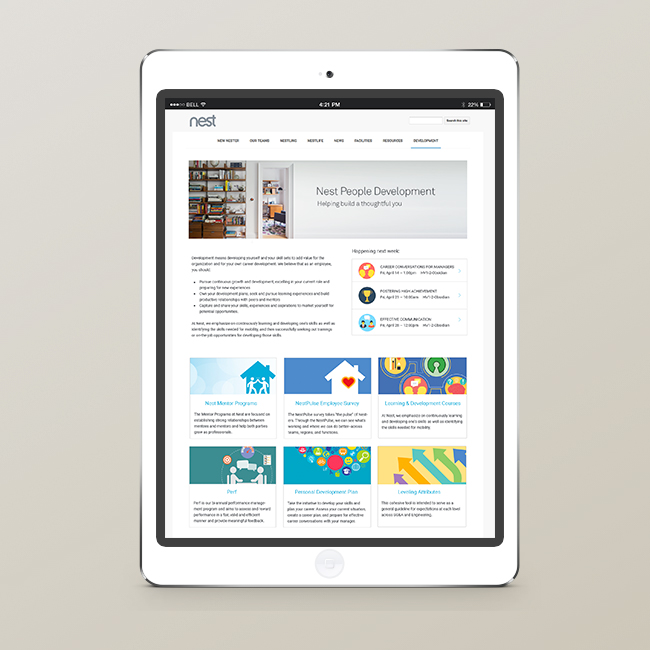 BELL
4:21 PM
22%
nest
Search this site
NEW NESTIE
OUR TEAMS
NESTLING
NESTLIFE
NEWS
FACILITIES
RESOURCES
DEVELOPMENT
Nest People Development
Helping build a thoughtful you
Development means developing yourself and your skill sets to add value for the
organization and for your own career development. We believe that as an employee,
you should:
Pursue continuous growth and development, excelling in your current role and
preparing for new experiences.
Own your development plans, seek and pursue learning experiences and build
productive relationships with peers and mentors.
Capture and share your skills, experiences and aspirations to market yourself for
potential opportunities.
At Nest, we emphasize on continuously learning and developing one's skills as well as
identifying the skills needed for mobility, and then successfully seeking out trainings
or on-the-job opportunities for developing those skills.
Happening next week:
CAREER CONVERSATIONS FOR MANAGERS
Fri, April 14 – 1:00pm
FOSTERING HIGH ACHIEVEMENT
Fri, April 21 – 10:30am
EFFECTIVE COMMUNICATION
Fri, April 28 – 12:00pm
Nest Mentor Programs
The Mentor Programs at Nest are focused on
establishing driving relationships between
mentors and mentees and help both parties
grow as professionals.
NestPulse Employee Survey
The NestPulse survey takes "the pulse" of Nest-
ers. Through the NestPulse, we can see what's
working and where we can do better across
teams, regions, and functions.
Learning & Development Courses
At Nest, we emphasize on continuously learning
and developing one's skills as well as identifying
the skills needed for mobility.
Perf
Perf is our bi-annual performance manage-
ment program and aims to assess and reward
performance in a fair, valid and efficient
manner and provide meaningful feedback.
Personal Development Plan
Take the initiative to develop your skills and
plan your career. Assess your current situation,
create a career plan and prepare for effective
career conversations with your manager.
Leveling Attributes
This cohesive tool is intended to serve as a
general guideline for expectations at each level
across G&A and Engineering.